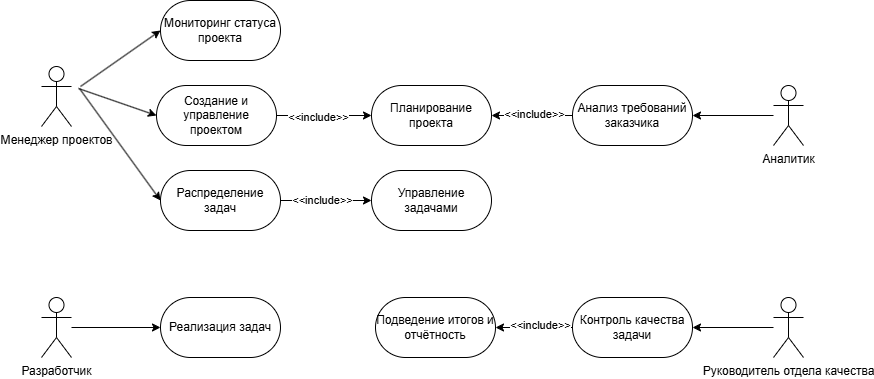 Мониторинг статуса
проекта
Менеджер проектов
Создание и
управление
проектом
<<include>>
Планирование
проекта
<<include>>
Анализ требований
заказчика
Аналитик
Распределение
задач
<<include>>
Управление
задачами
Разработчик
Реализация задач
Подведение итогов и
отчётность
<<include>>
Контроль качества
задачи
Руководитель отдела качества